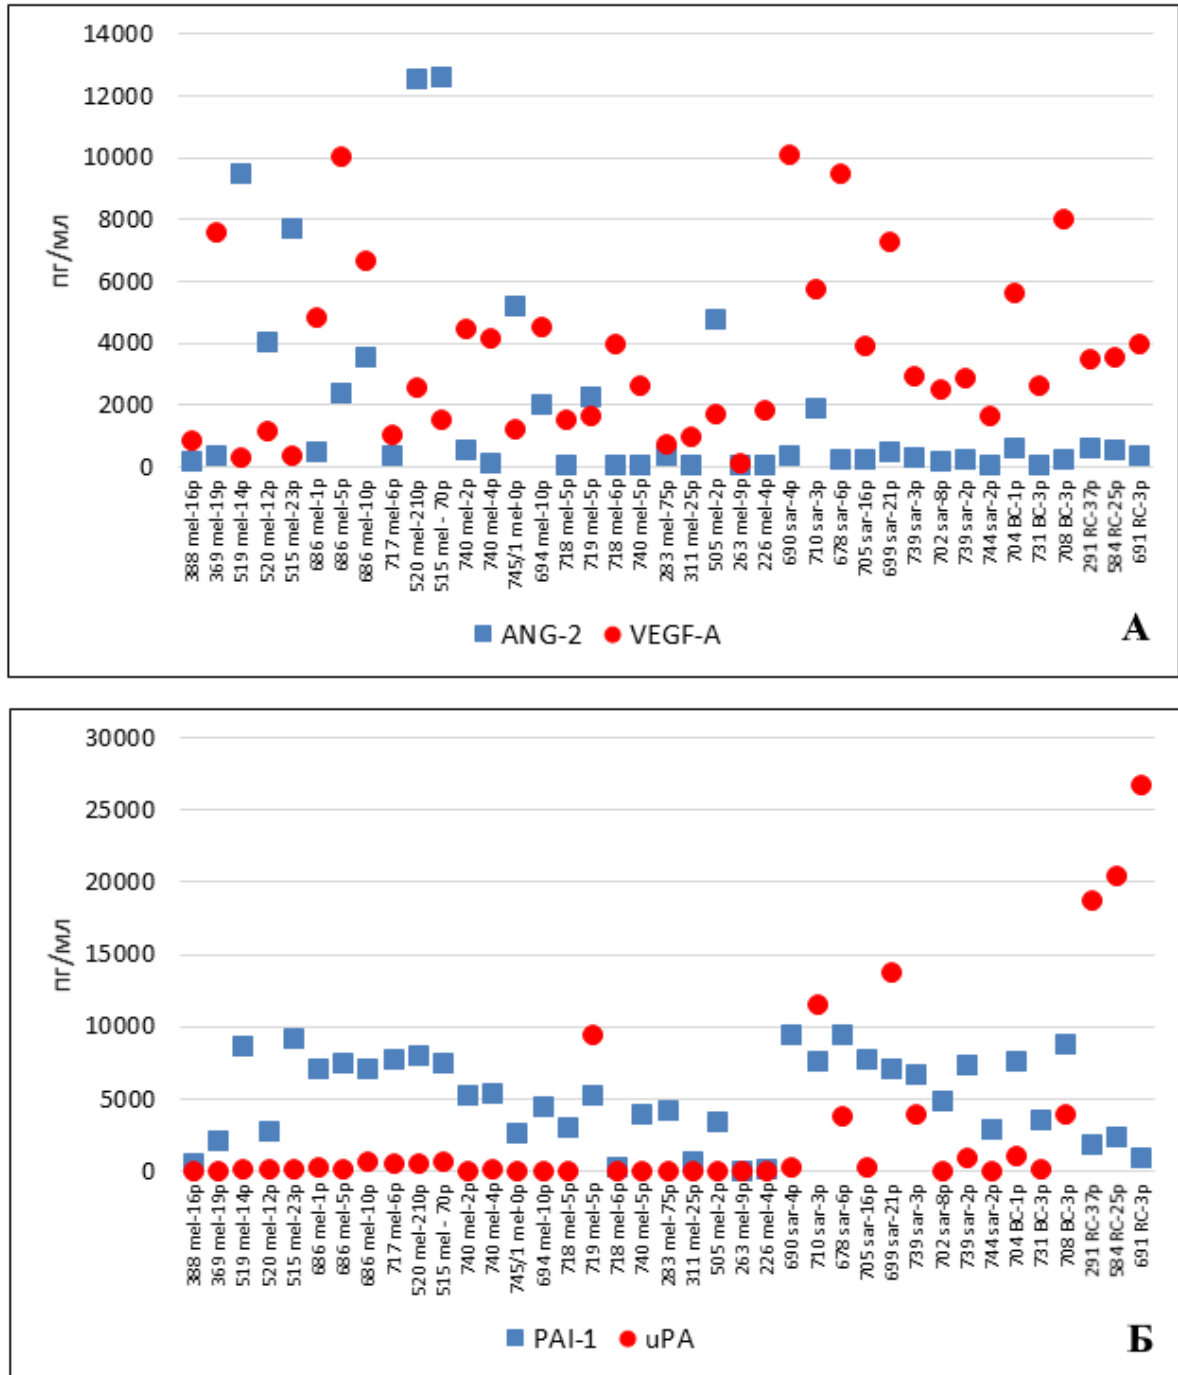 14000
12000
10000
8000
6000
4000
2000
0
пг/мл
388 mel-16p
369 mel-19p
519 mel-14p
520 mel-12p
515 mel-23p
686 mel-1p
686 mel-5p
686 mel-10p
717 mel-6p
520 mel-210p
515 mel - 70p
740 mel-2p
740 mel-4p
745/1 mel-0p
694 mel-10p
718 mel-5p
719 mel-5p
718 mel-6p
740 mel-5p
283 mel-75p
311 mel-25p
505 mel-2p
263 mel-9p
226 mel-4p
690 sar-4p
710 sar-3p
678 sar-6p
705 sar-16p
699 sar-21p
739 sar-3p
702 sar-8p
739 sar-2p
744 sar-2p
704 BC-1p
731 BC-3p
708 BC-3p
291 RC-37p
584 RC-25p
691 RC-3p
ANG-2 VEGF-A
А
30000
25000
20000
15000
10000
5000
0
пг/мл
388 mel-16p
369 mel-19p
519 mel-14p
520 mel-12p
515 mel-23p
686 mel-1p
686 mel-5p
686 mel-10p
717 mel-6p
520 mel-210p
515 mel - 70p
740 mel-2p
740 mel-4p
745/1 mel-0p
694 mel-10p
718 mel-5p
719 mel-5p
718 mel-6p
740 mel-5p
283 mel-75p
311 mel-25p
505 mel-2p
263 mel-9p
226 mel-4p
690 sar-4p
710 sar-3p
678 sar-6p
705 sar-16p
699 sar-21p
739 sar-3p
702 sar-8p
739 sar-2p
744 sar-2p
704 BC-1p
731 BC-3p
708 BC-3p
291 RC-37p
584 RC-25p
691 RC-3p
PAI-1 uPA
Б